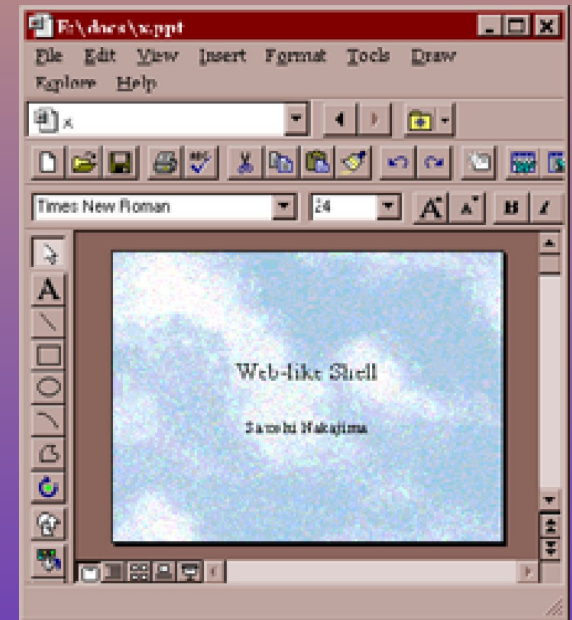 F:\docs\x.ppt
File Edit View Insert Format Tools Draw
Explore Help
x
ABC
Times New Roman 24 A A B I
A
Web-like Shell
Satoshi Nakajima